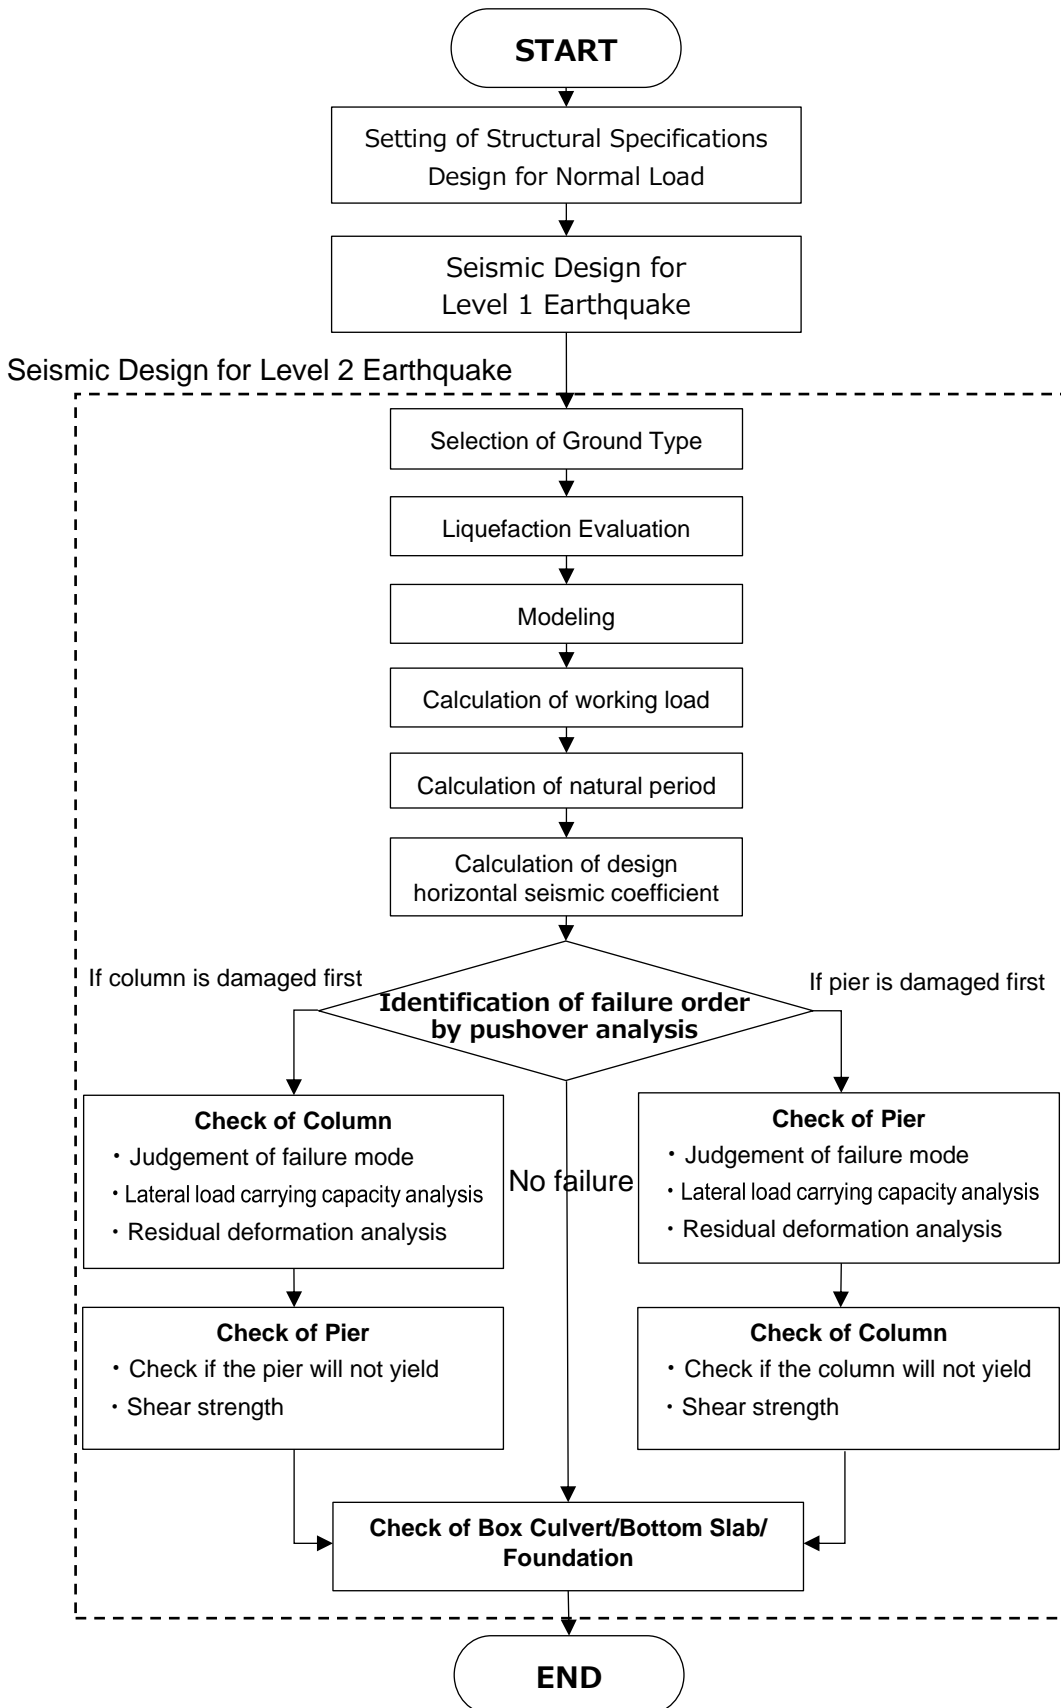 START
Setting of Structural Specifications
Design for Normal Load
Seismic Design for
Level 1 Earthquake
Seismic Design for Level 2 Earthquake
Selection of Ground Type
Liquefaction Evaluation
Modeling
Calculation of working load
Calculation of natural period
Calculation of design
horizontal seismic coefficient
If column is damaged first
Identification of failure order
by pushover analysis
If pier is damaged first
Check of Column
・Judgement of failure mode
・Lateral load carrying capacity analysis
・Residual deformation analysis
No failure
Check of Pier
・Judgement of failure mode
・Lateral load carrying capacity analysis
・Residual deformation analysis
Check of Pier
・Check if the pier will not yield
・Shear strength
Check of Column
・Check if the column will not yield
・Shear strength
Check of Box Culvert/Bottom Slab/
Foundation
END